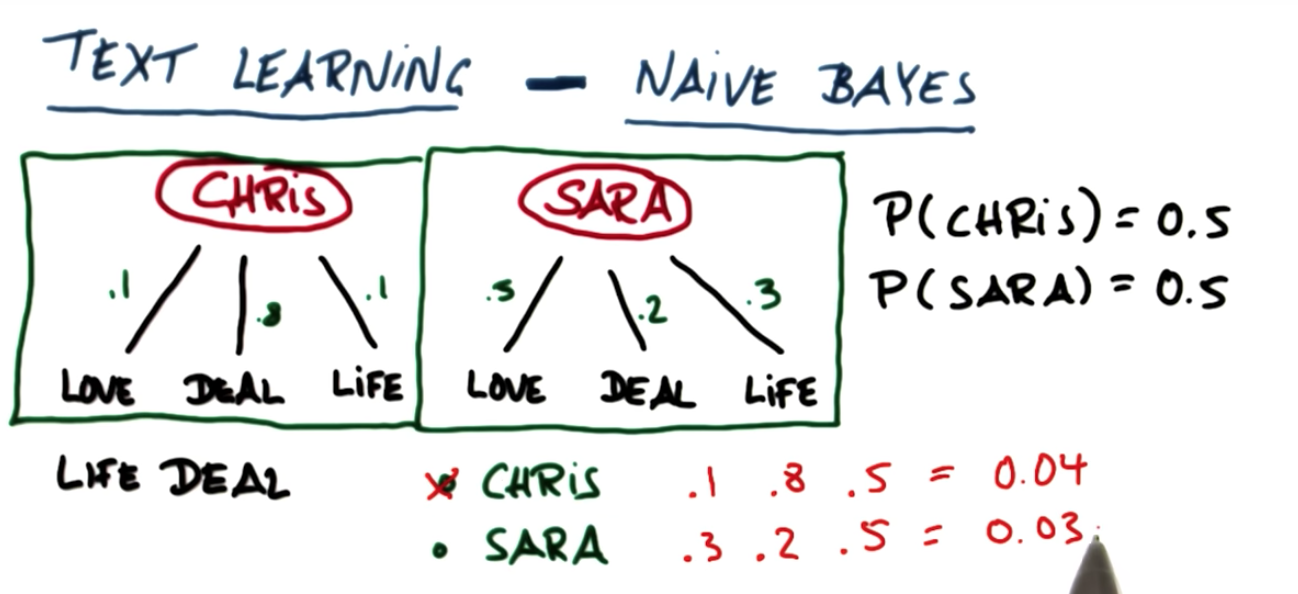 TEXT LEARNING - NAIVE BAYES
CHRIS
SARA
P(CHRIS) = 0.5
P(SARA) = 0.5
.1 .8 .1
.5 .2 .3
LOVE DEAL LIFE
LOVE DEAL LIFE
LIFE DEAL
CHRIS .1 .8 .5 = 0.04
SARA .3 .2 .5 = 0.03